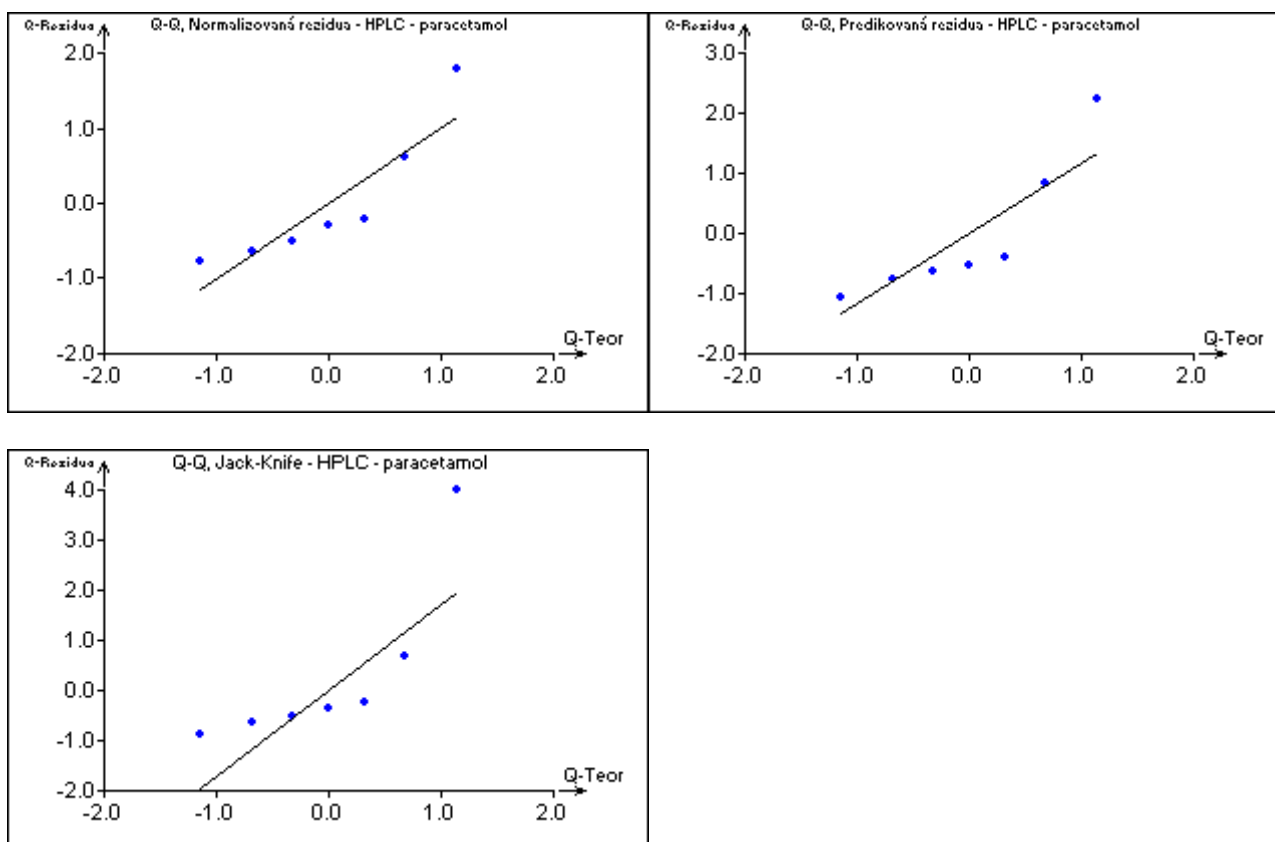 Q-Rezidua
Q-Q, Normalizovaná rezidua - HPLC - paracetamol
2.0
1.0
0.0
-1.0
-2.0
Q-Teor
-2.0 -1.0 0.0 1.0 2.0
Q-Rezidua
Q-Q, Predikovaná rezidua - HPLC - paracetamol
3.0
2.0
1.0
0.0
-1.0
-2.0
Q-Teor
-2.0 -1.0 0.0 1.0 2.0
Q-Rezidua
Q-Q, Jack-Knife - HPLC - paracetamol
4.0
3.0
2.0
1.0
0.0
-1.0
-2.0
Q-Teor
-2.0 -1.0 0.0 1.0 2.0